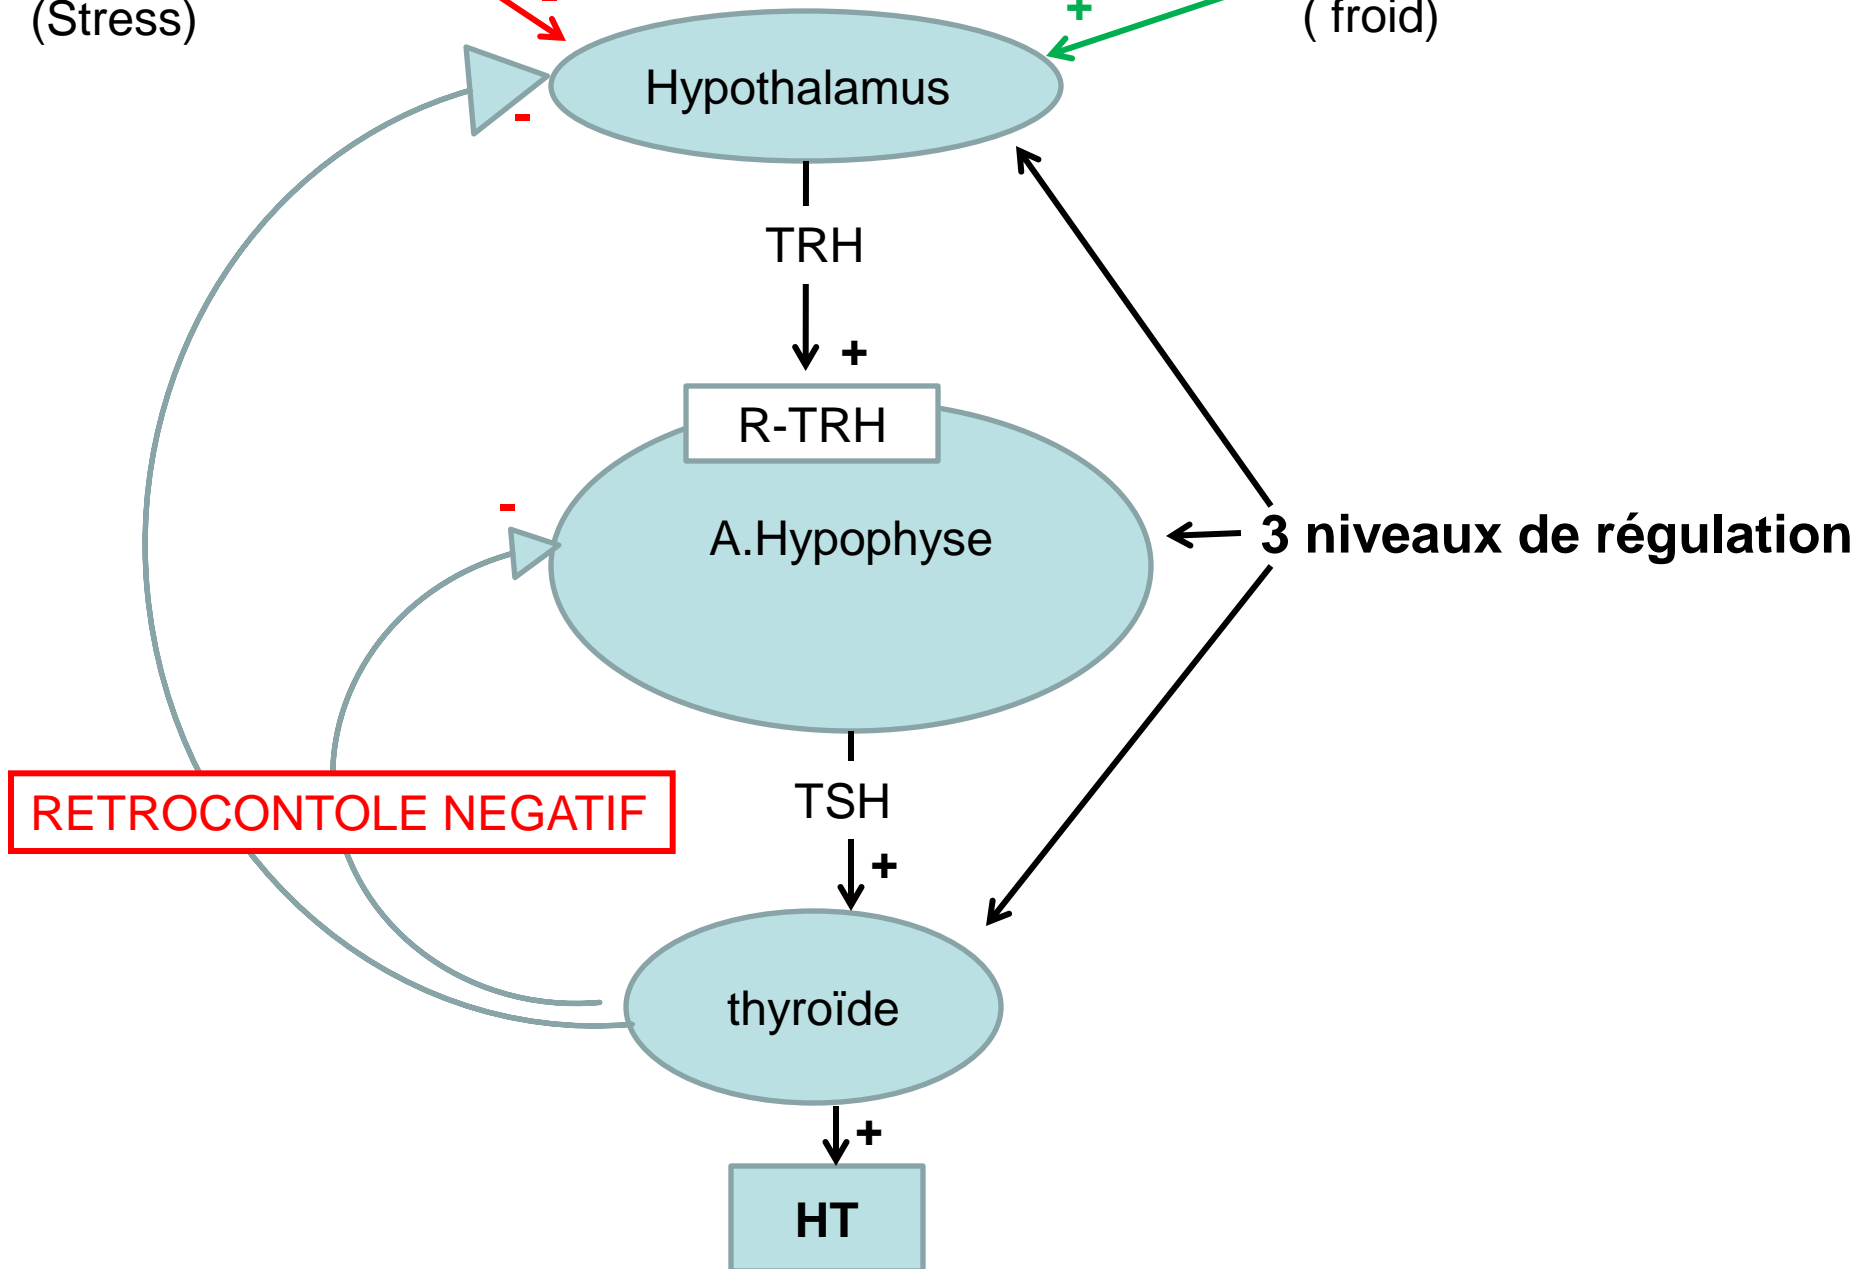 (Stress)
( froid)
-
+
Hypothalamus
-
TRH
+
R-TRH
-
A.Hypophyse
3 niveaux de régulation
RETROCONTOLE NEGATIF
TSH
+
thyroïde
+
HT